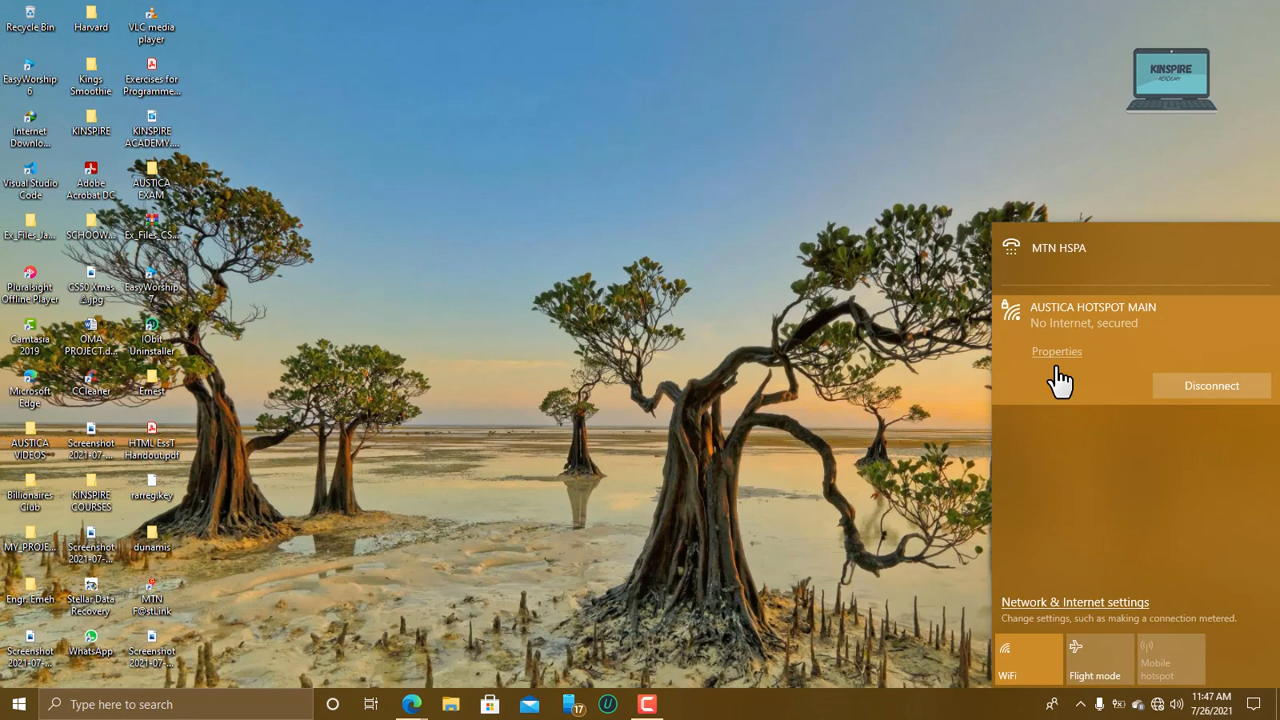 Recycle Bin
Harvard
VLC media
player
EasyWorship
6
Kings
Smoothie
Exercises for
Programme...
Internet
Downlo...
KINSPIRE
KINSPIRE
ACADEMY....
Visual Studio
Code
Adobe
Acrobat DC
AUSTICA
EXAM
Ex_Files_Ja...
SCHOOW...
Ex_Files_CS...
Pluralsight
Offline Player
CS50 Xmas
2.jpg
EasyWorship
7
Camtasia
2019
OMA
PROJECT.d...
IObit
Uninstaller
Microsoft
Edge
CCleaner
Ernest
AUSTICA
VIDEOS
Screenshot
2021-07-...
HTML EssT
Handout.pdf
Billionaires
Club
KINSPIRE
COURSES
rarreg.key
MY_PROJE...
Screenshot
2021-07-...
dunamis
Engr. Emeh
Stellar Data
Recovery
MTN
F@stLink
Screenshot
2021-07-...
WhatsApp
Screenshot
2021-07-...
KINSPIRE
ACADEMY
MTN HSPA
AUSTICA HOTSPOT MAIN
No Internet, secured
Properties
Disconnect
Network & Internet settings
Change settings, such as making a connection metered.
WiFi
Flight mode
Mobile
hotspot
Type here to search
17
11:47 AM
7/26/2021